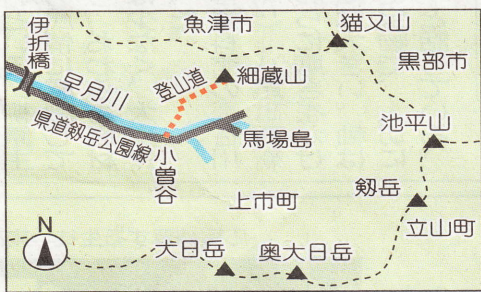 魚津市
猫又山
伊折橋
黒部市
早月川
登山道
細蔵山
県道剱岳公園線
馬場島
池平山
小曽谷
剱岳
上市町
立山町
N
犬日岳
奥大日岳